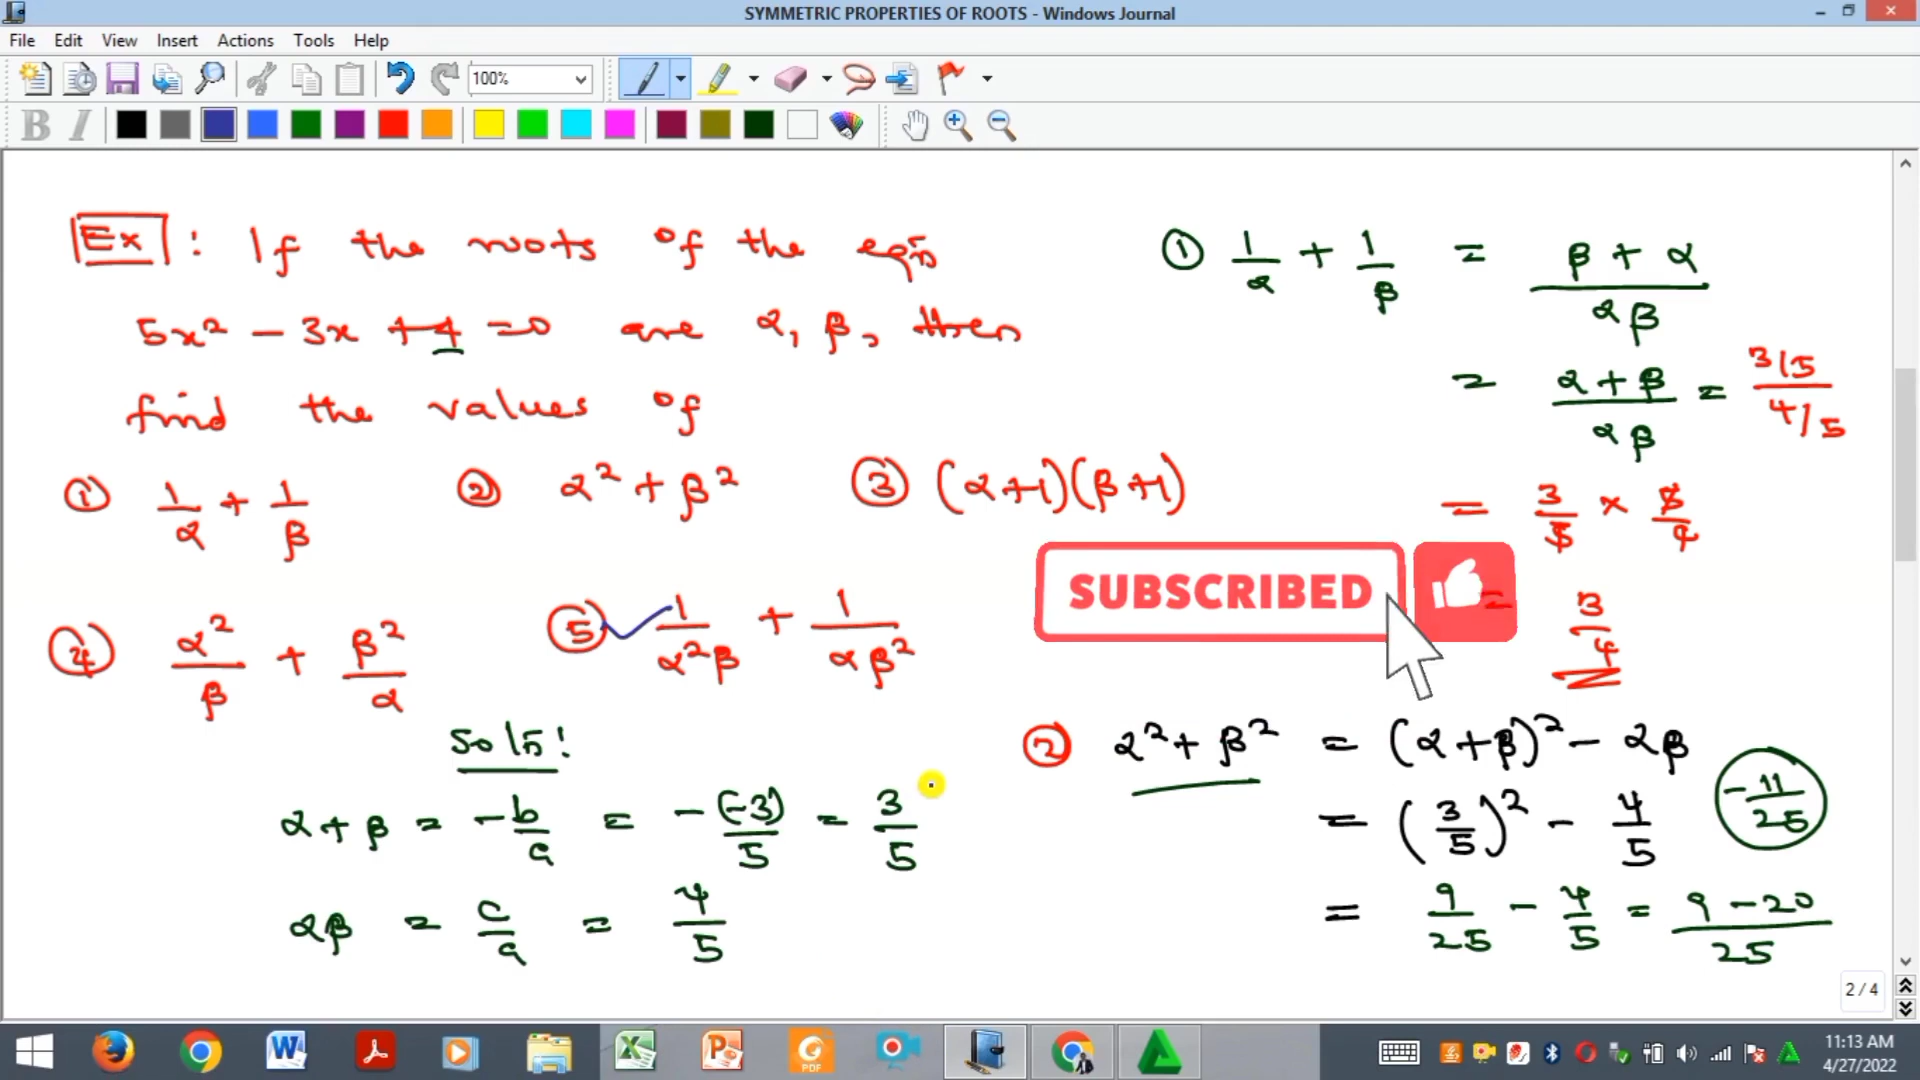 SYMMETRIC PROPERTIES OF ROOTS - Windows Journal
File Edit View Insert Actions Tools Help
100%
B I
Ex : If the roots of the eqn
5x² - 3x + 4 = 0 are α, β, then
find the values of
① 1/α + 1/β ② α² + β² ③ (α+1)(β+1)
④ α²/β + β²/α ⑤ 1/α²β + 1/αβ²
Soln!
α + β = -b/a = -(-3)/5 = 3/5
αβ = c/a = 4/5
① 1/α + 1/β = β + α / αβ
= α + β / αβ = 3/5 / 4/5
= 3/5 × 5/4
= 3/4
SUBSCRIBED
② α² + β² = (α + β)² - αβ
= (3/5)² - 4/5
= 9/25 - 4/5 = 9 - 20 / 25
-11/25
2 / 4
PDF
11:13 AM
4/27/2022